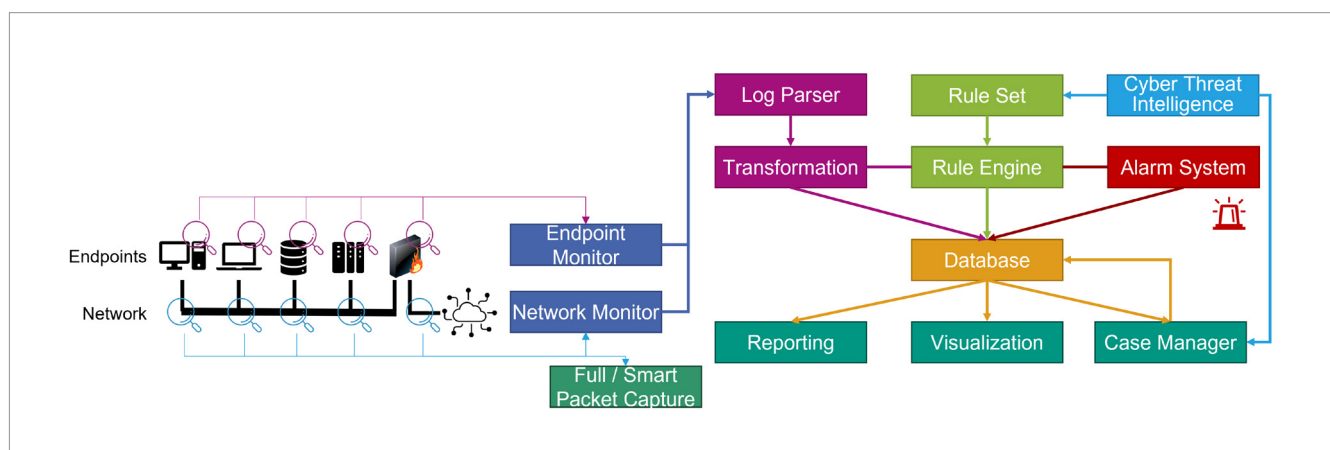 Log Parser
Rule Set
Cyber Threat
Intelligence
Transformation
Rule Engine
Alarm System
Endpoints
Endpoint
Monitor
Database
Network
Network Monitor
Reporting
Visualization
Case Manager
Full / Smart
Packet Capture